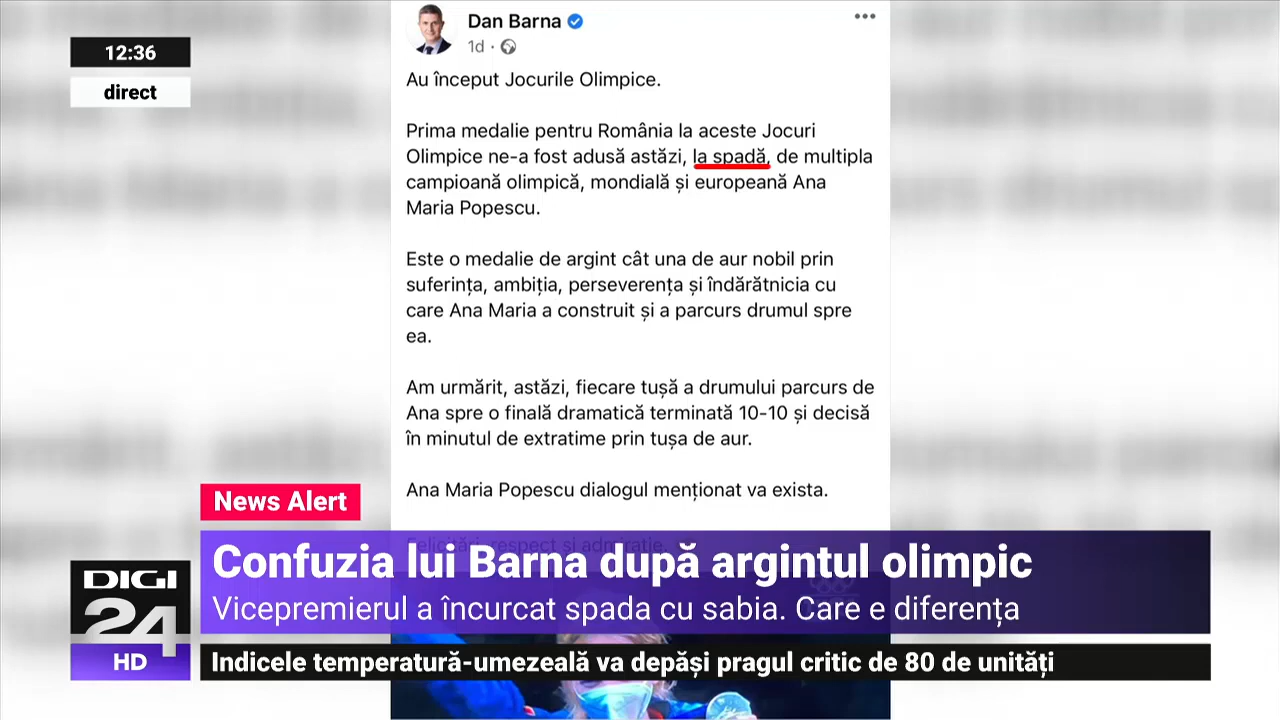 12:36
direct
Dan Barna
1d
Au început Jocurile Olimpice.
Prima medalie pentru România la aceste Jocuri
Olimpice ne-a fost adusă astăzi, la spadă, de multipla
campioană olimpică, mondială și europeană Ana
Maria Popescu.
Este o medalie de argint cât una de aur nobil prin
suferința, ambiția, perseverența și îndărătnicia cu
care Ana Maria a construit și a parcurs drumul spre
ea.
Am urmărit, astăzi, fiecare tușă a drumului parcurs de
Ana spre o finală dramatică terminată 10-10 și decisă
în minutul de extratime prin tușa de aur.
Ana Maria Popescu dialogul menționat va exista.
Felicitări, respect și admirație.
News Alert
Confuzia lui Barna după argintul olimpic
Vicepremierul a încurcat spada cu sabia. Care e diferența
DIGI
24
HD
Indicele temperatură-umezeală va depăși pragul critic de 80 de unități